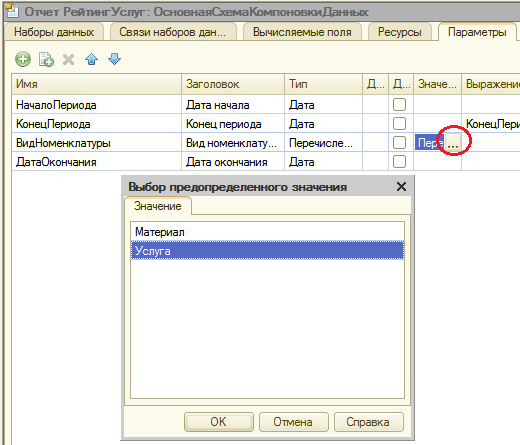 Отчет РейтингУслуг: ОсновнаяСхемаКомпоновкиДанных
Наборы данных Связи наборов дан... Вычисляемые поля Ресурсы Параметры
Имя Заголовок Тип Д... Д... Значе... Выражение
НачалоПериода Дата начала Дата
КонецПериода Конец периода Дата КонецПери
ВидНоменклатуры Вид номенклату... Перечисле... Пере ...
ДатаОкончания Дата окончания Дата
Выбор предопределенного значения
Значение
Материал
Услуга
OK Отмена Справка